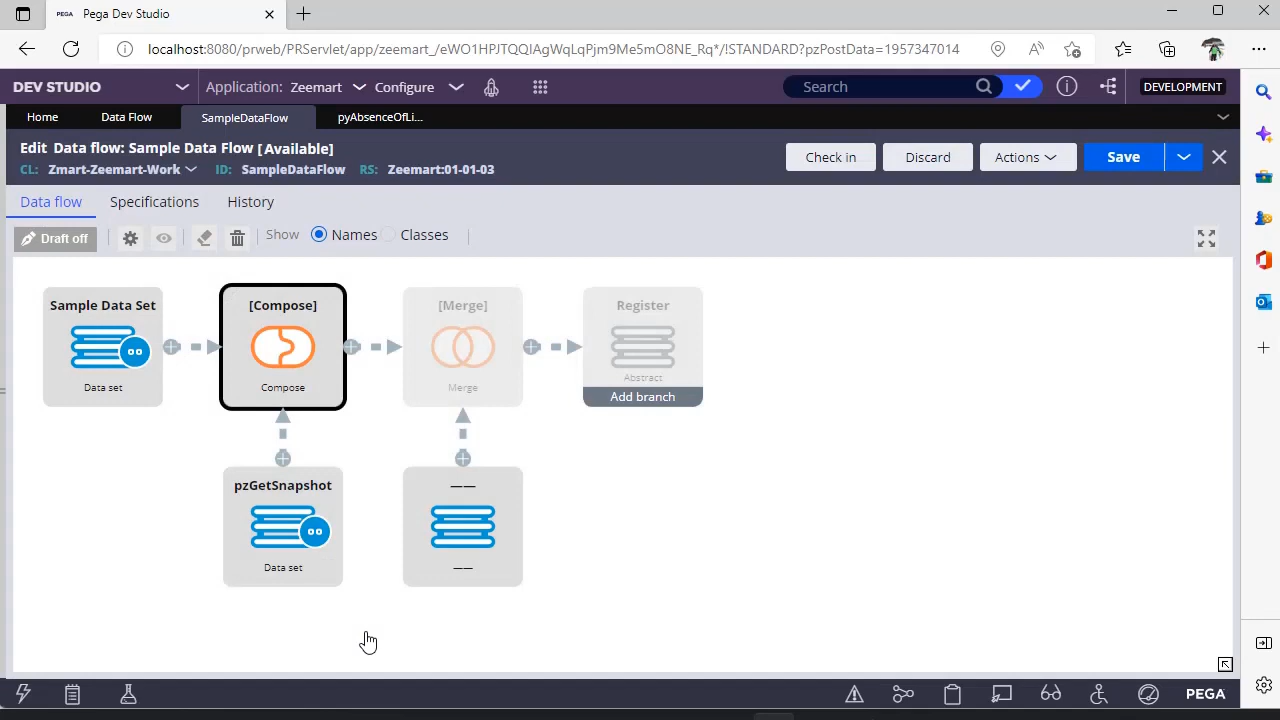 Pega Dev Studio
PEGA
localhost:8080/prweb/PRServlet/app/zeemart_/eWO1HPJTQQIAgWqLqPjm9Me5mO8NE_Rq*/!STANDARD?pzPostData=1957347014
DEV STUDIO
Application: Zeemart
Configure
Search
DEVELOPMENT
Home
Data Flow
SampleDataFlow
pyAbsenceOfLi...
Edit Data flow: Sample Data Flow [Available]
CL: Zmart-Zeemart-Work
ID: SampleDataFlow
RS: Zeemart:01-01-03
Check in
Discard
Actions
Save
Data flow
Specifications
History
Draft off
Show
Names
Classes
Sample Data Set
Data set
[Compose]
Compose
[Merge]
Merge
Register
Abstract
Add branch
pzGetSnapshot
Data set
——
——
PEGA